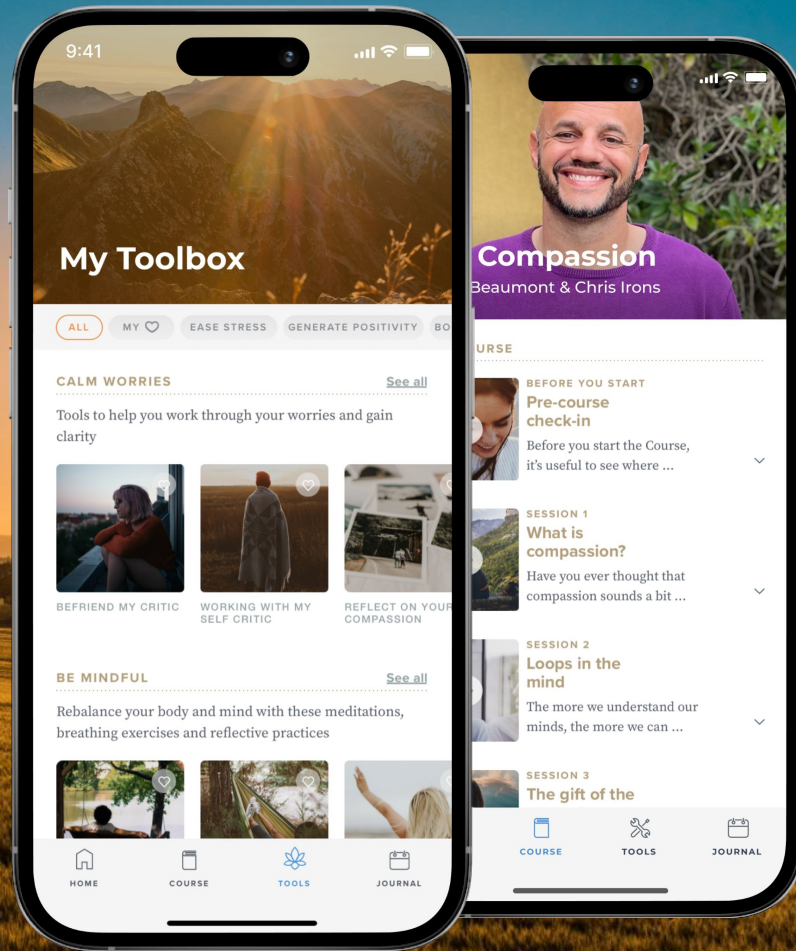 9:41
My Toolbox
ALL
MY
EASE STRESS
GENERATE POSITIVITY
BO
CALM WORRIES
See all
Tools to help you work through your worries and gain
clarity
BEFRIEND MY CRITIC
WORKING WITH MY
SELF CRITIC
REFLECT ON YOUR
COMPASSION
BE MINDFUL
See all
Rebalance your body and mind with these meditations,
breathing exercises and reflective practices
HOME
COURSE
TOOLS
JOURNAL
Compassion
Beaumont & Chris Irons
URSE
BEFORE YOU START
Pre-course
check-in
Before you start the Course,
it's useful to see where ...
SESSION 1
What is
compassion?
Have you ever thought that
compassion sounds a bit ...
SESSION 2
Loops in the
mind
The more we understand our
minds, the more we can ...
SESSION 3
The gift of the
COURSE
TOOLS
JOURNAL